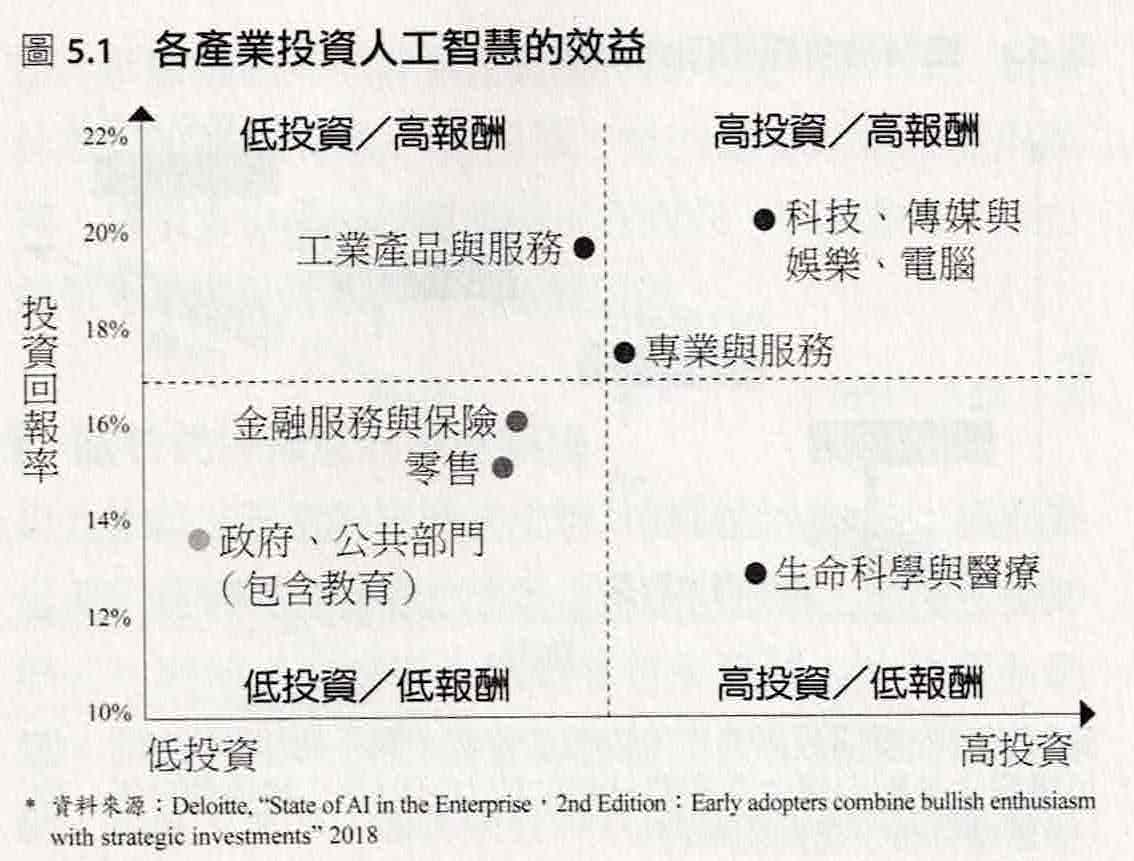 圖 5.1 各產業投資人工智慧的效益
22%
低投資／高報酬
高投資／高報酬
20%
工業產品與服務
科技、傳媒與
娛樂、電腦
投資回報率
18%
專業與服務
16%
金融服務與保險
零售
14%
政府、公共部門
（包含教育）
生命科學與醫療
12%
低投資／低報酬
高投資／低報酬
10%
低投資
高投資
* 資料來源：Deloitte, “State of AI in the Enterprise，2nd Edition：Early adopters combine bullish enthusiasm
with strategic investments” 2018